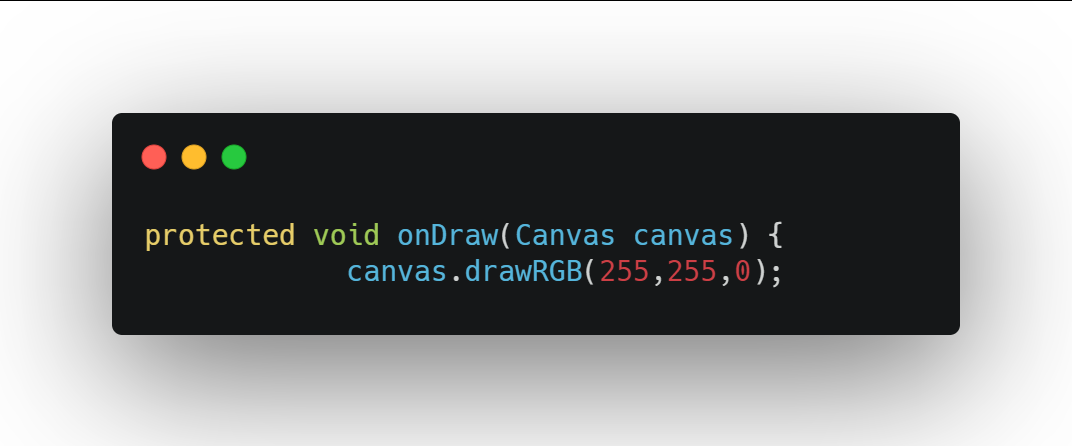 protected void onDraw(Canvas canvas) {
            canvas.drawRGB(255,255,0);